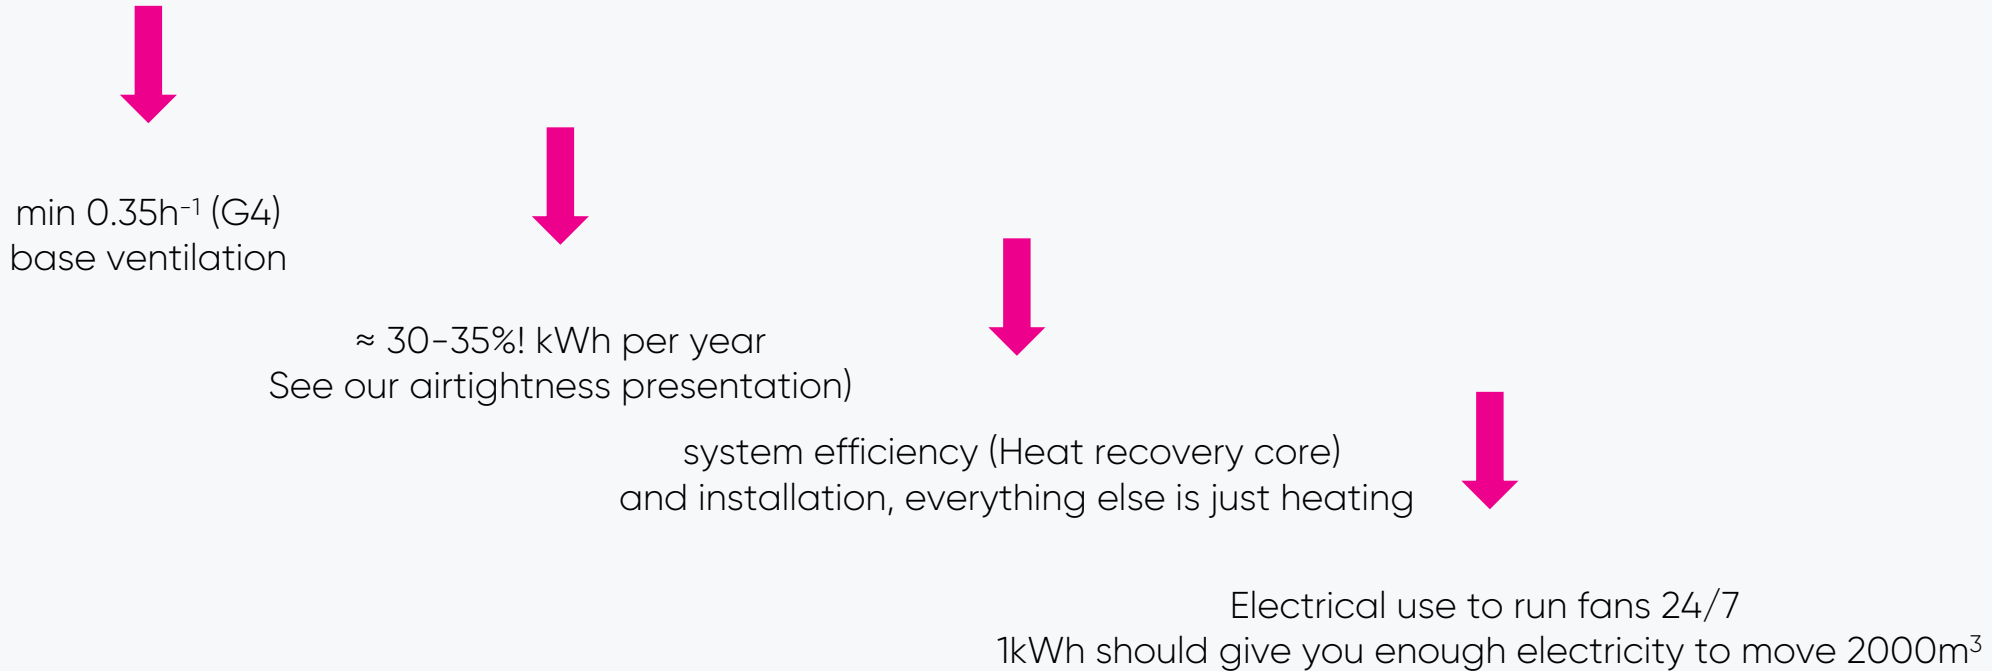 min 0.35h⁻¹ (G4)
base ventilation
≈ 30-35%! kWh per year
See our airtightness presentation)
system efficiency (Heat recovery core)
and installation, everything else is just heating
Electrical use to run fans 24/7
1kWh should give you enough electricity to move 2000m³